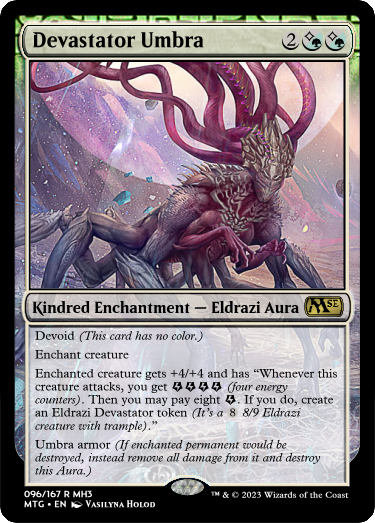 Devastator Umbra 2
Kindred Enchantment — Eldrazi Aura M SE
Devoid (This card has no color.)
Enchant creature
Enchanted creature gets +4/+4 and has “Whenever this
creature attacks, you get (four energy
counters). Then you may pay eight . If you do, create
an Eldrazi Devastator token (It’s a 8 8/9 Eldrazi
creature with trample).”
Umbra armor (If enchanted permanent would be
destroyed, instead remove all damage from it and destroy
this Aura.)
096/167 R MH3
MTG • EN Vasilyna Holod
™ & © 2023 Wizards of the Coast